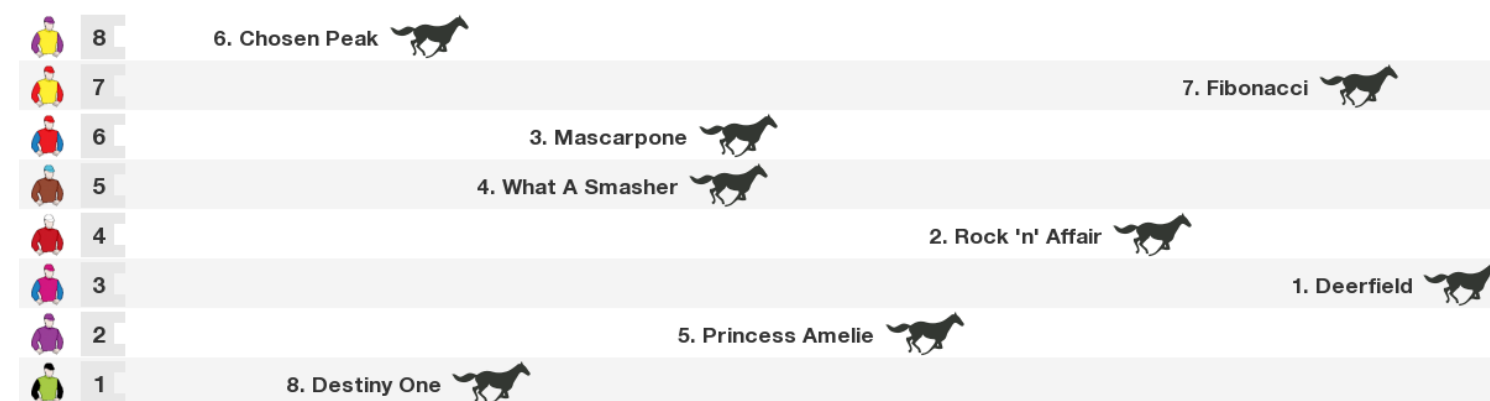 8 6. Chosen Peak
7 7. Fibonacci
6 3. Mascarpone
5 4. What A Smasher
4 2. Rock 'n' Affair
3 1. Deerfield
2 5. Princess Amelie
1 8. Destiny One